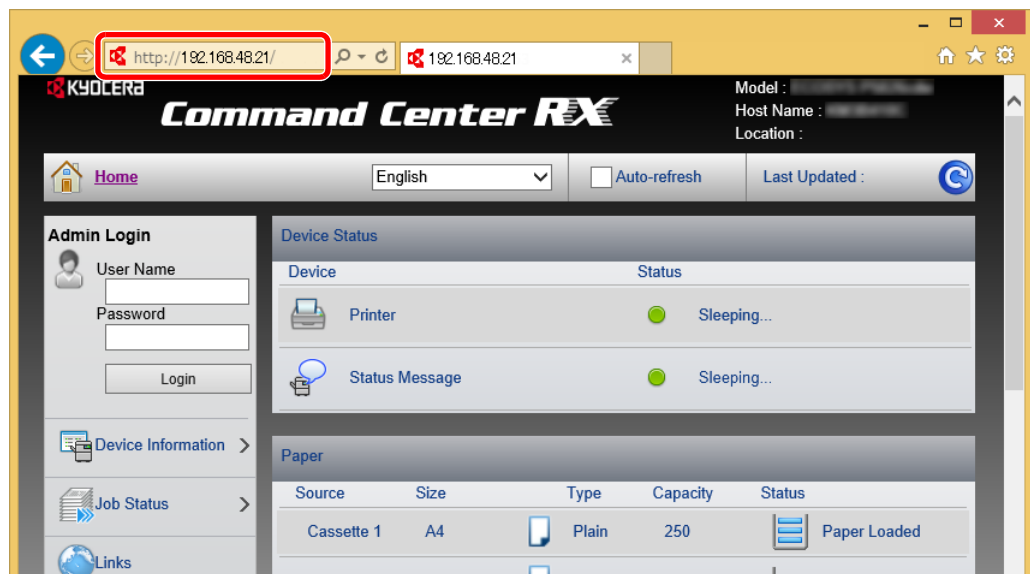 http://192.168.48.21/
192.168.48.21
KYOCERA
Command Center RX
Model :
Host Name :
Location :
Home
English
Auto-refresh
Last Updated :
Admin Login
User Name
Password
Login
Device Information
Job Status
Links
Device Status
Device Status
Printer Sleeping...
Status Message Sleeping...
Paper
Source Size Type Capacity Status
Cassette 1 A4 Plain 250 Paper Loaded